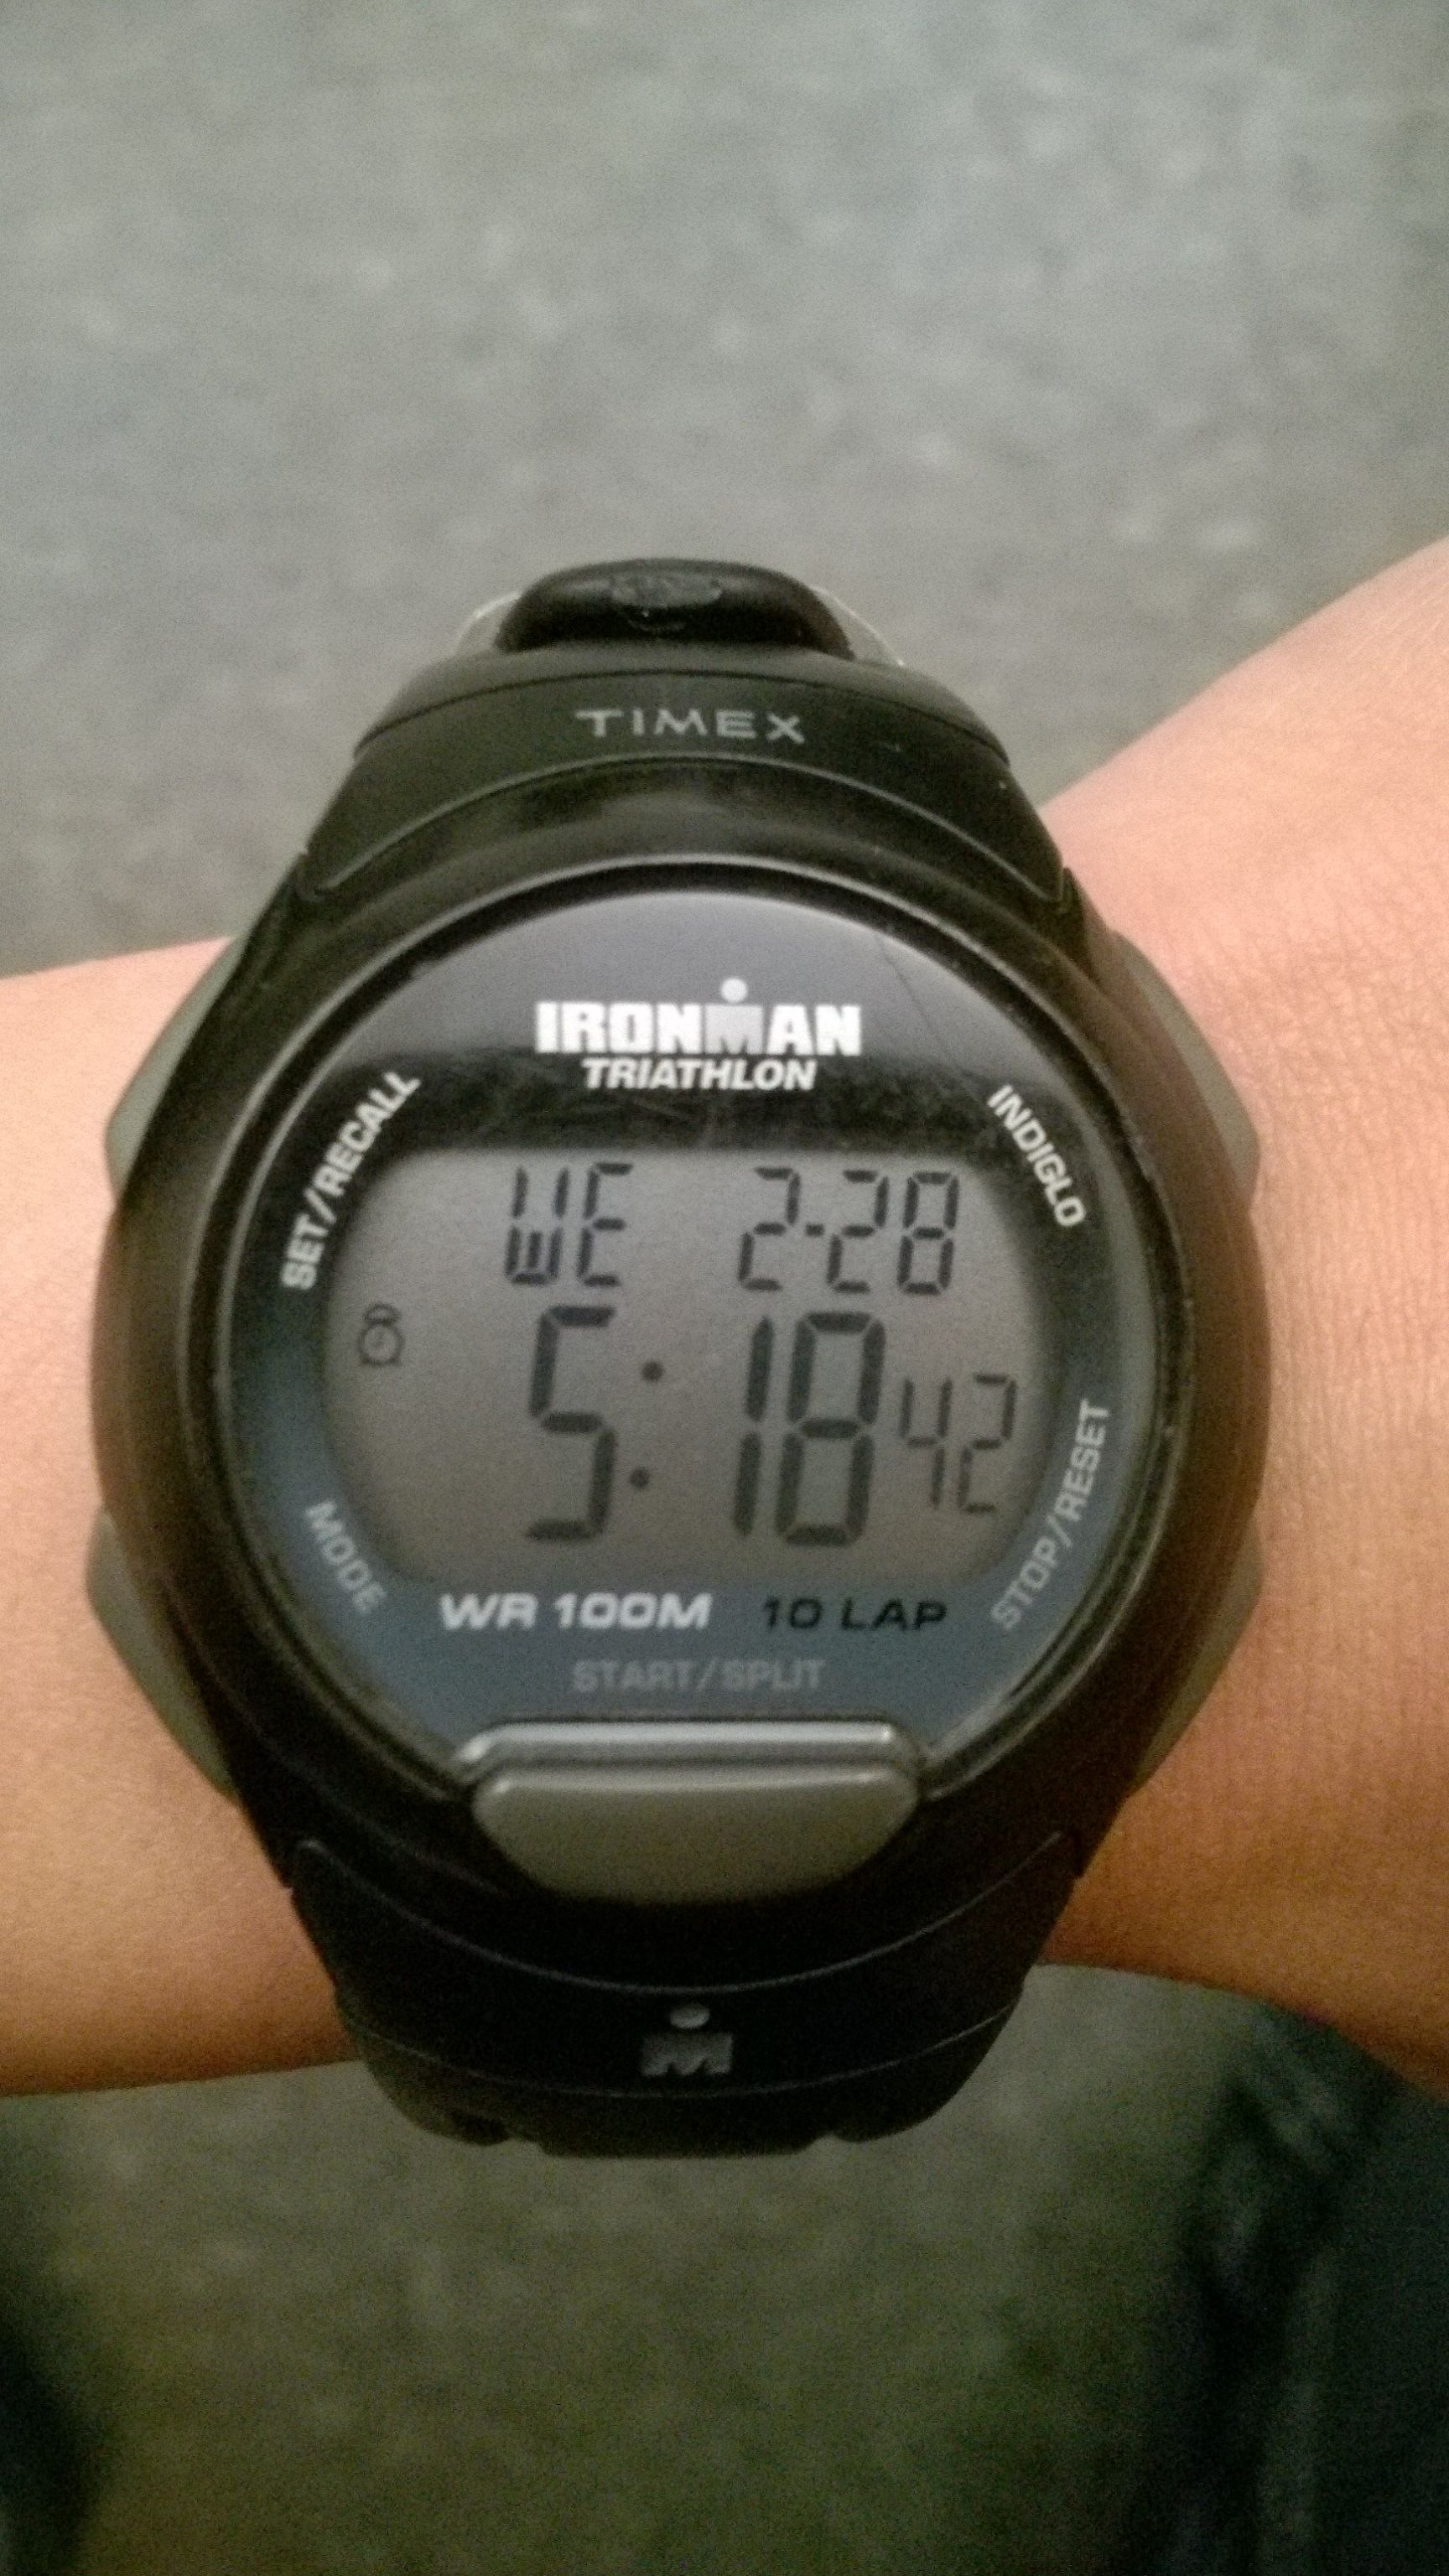 TIMEX
IRONMAN
TRIATHLON
SET/RECALL
INDIGLO
WE 2-28
5:18 42
MODE
STOP/RESET
WR 100M 10 LAP
START/SPLIT